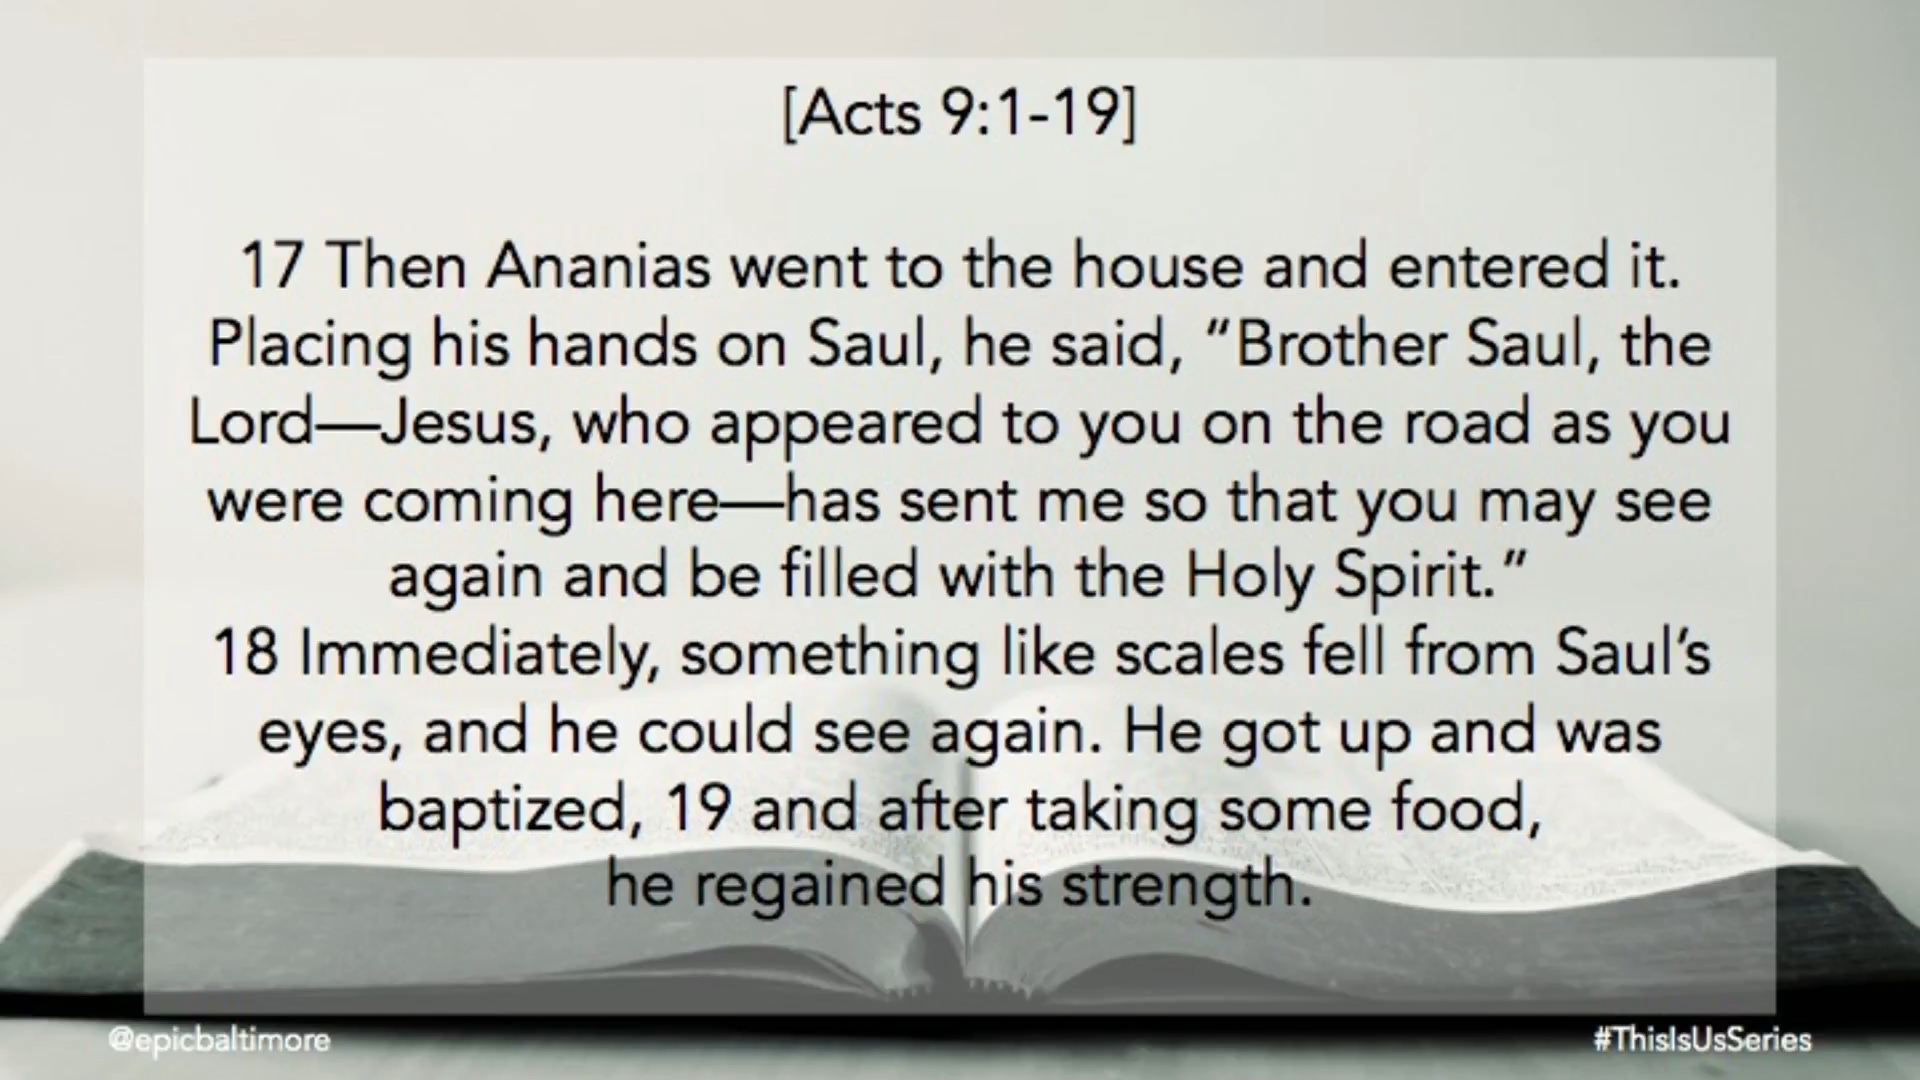 [Acts 9:1-19]
17 Then Ananias went to the house and entered it.
Placing his hands on Saul, he said, “Brother Saul, the
Lord—Jesus, who appeared to you on the road as you
were coming here—has sent me so that you may see
again and be filled with the Holy Spirit.”
18 Immediately, something like scales fell from Saul’s
eyes, and he could see again. He got up and was
baptized, 19 and after taking some food,
he regained his strength.
@epicbaltimore
#ThisIsUsSeries